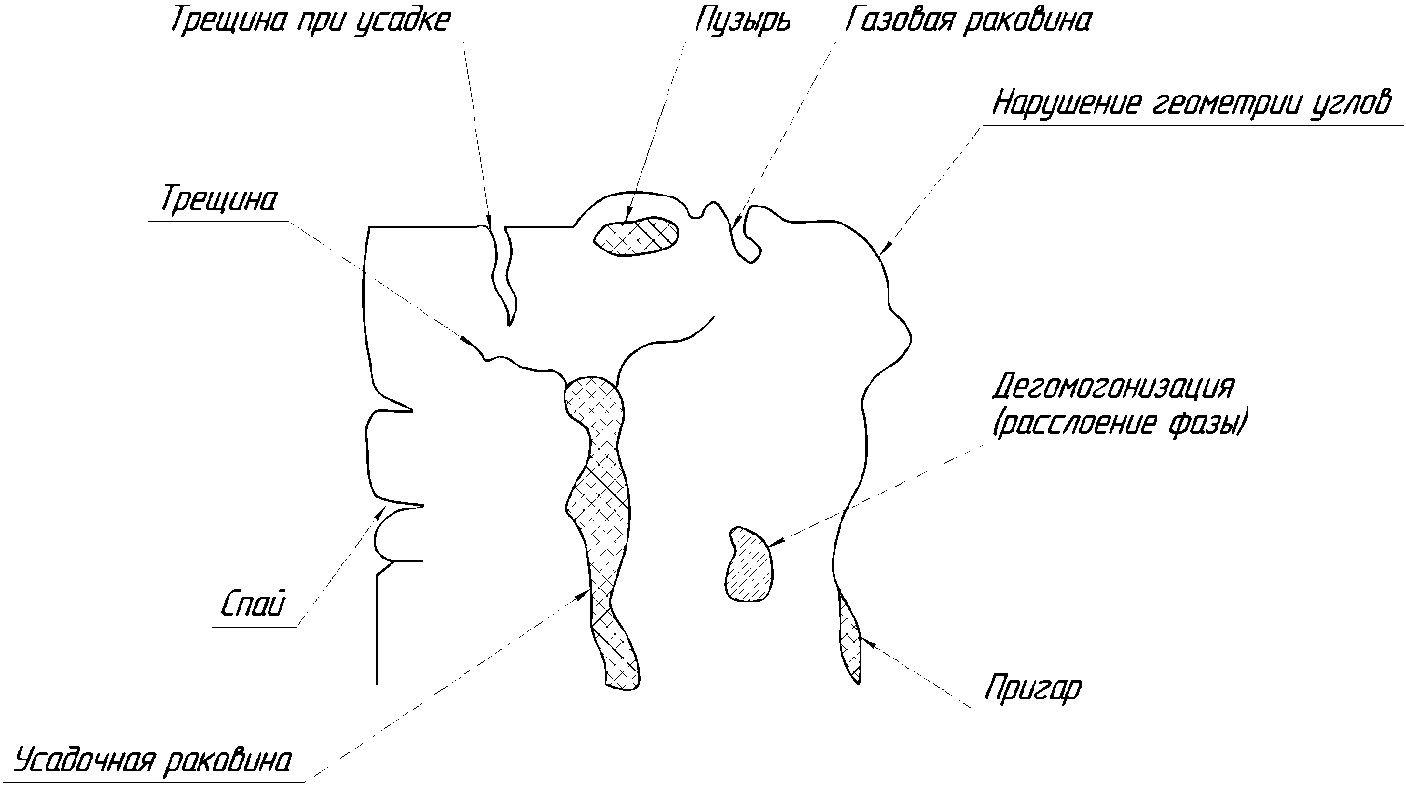 Трещина при усадке
Пузырь
Газовая раковина
Нарушение геометрии углов
Трещина
Дегомогонизация
(расслоение фазы)
Спай
Пригар
Усадочная раковина